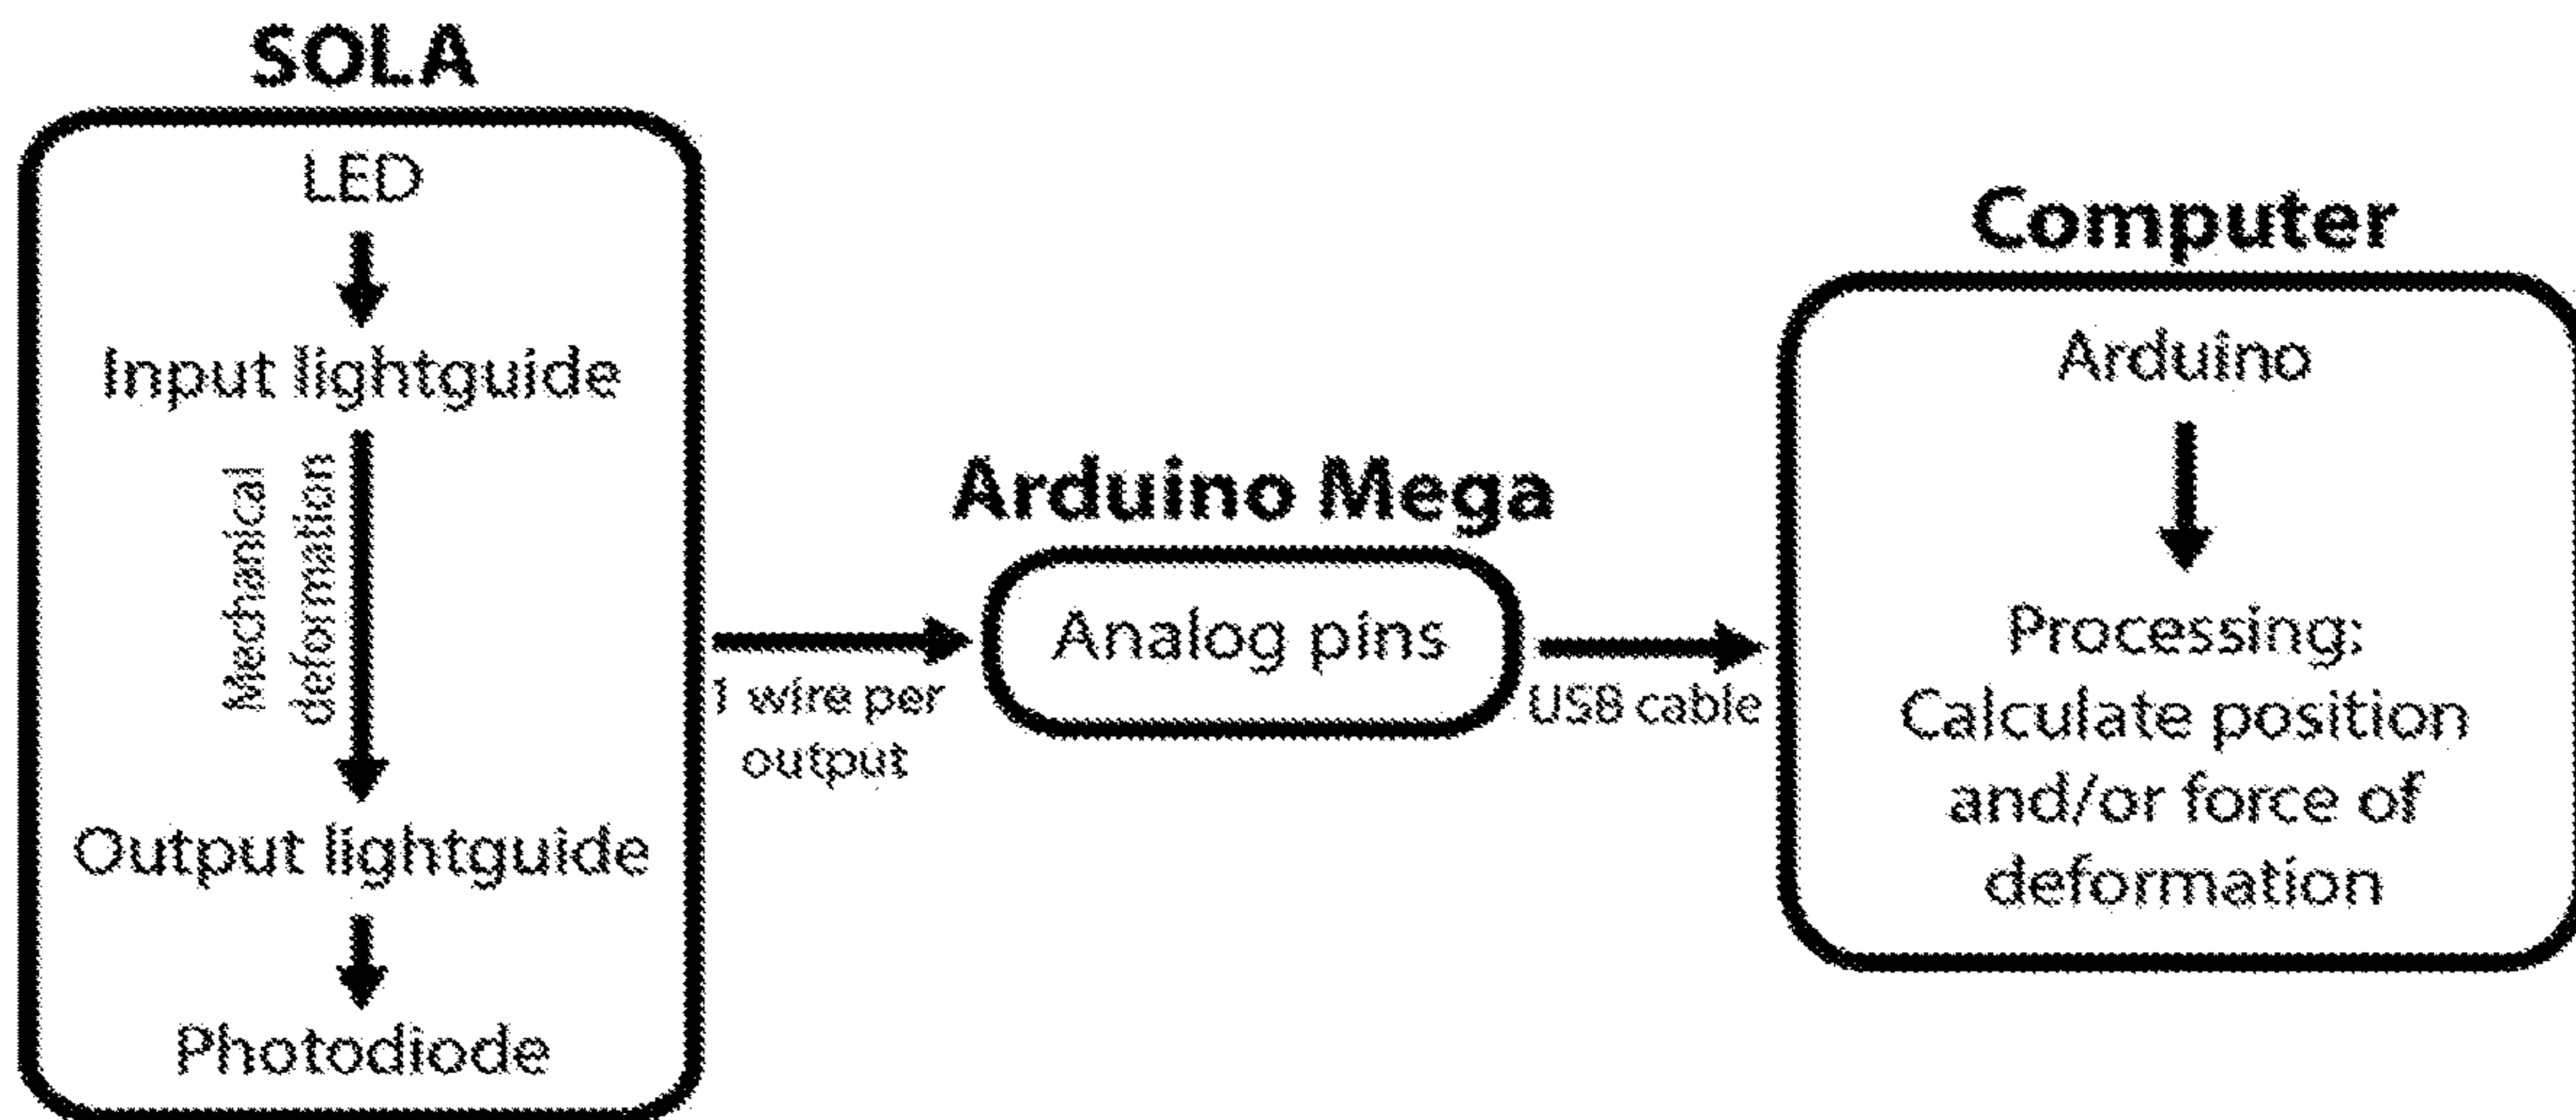 SOLA
LED
Input lightguide
Mechanical
deformation
Output lightguide
Photodiode
1 wire per
output
Arduino Mega
Analog pins
USB cable
Computer
Arduino
Processing:
Calculate position
and/or force of
deformation